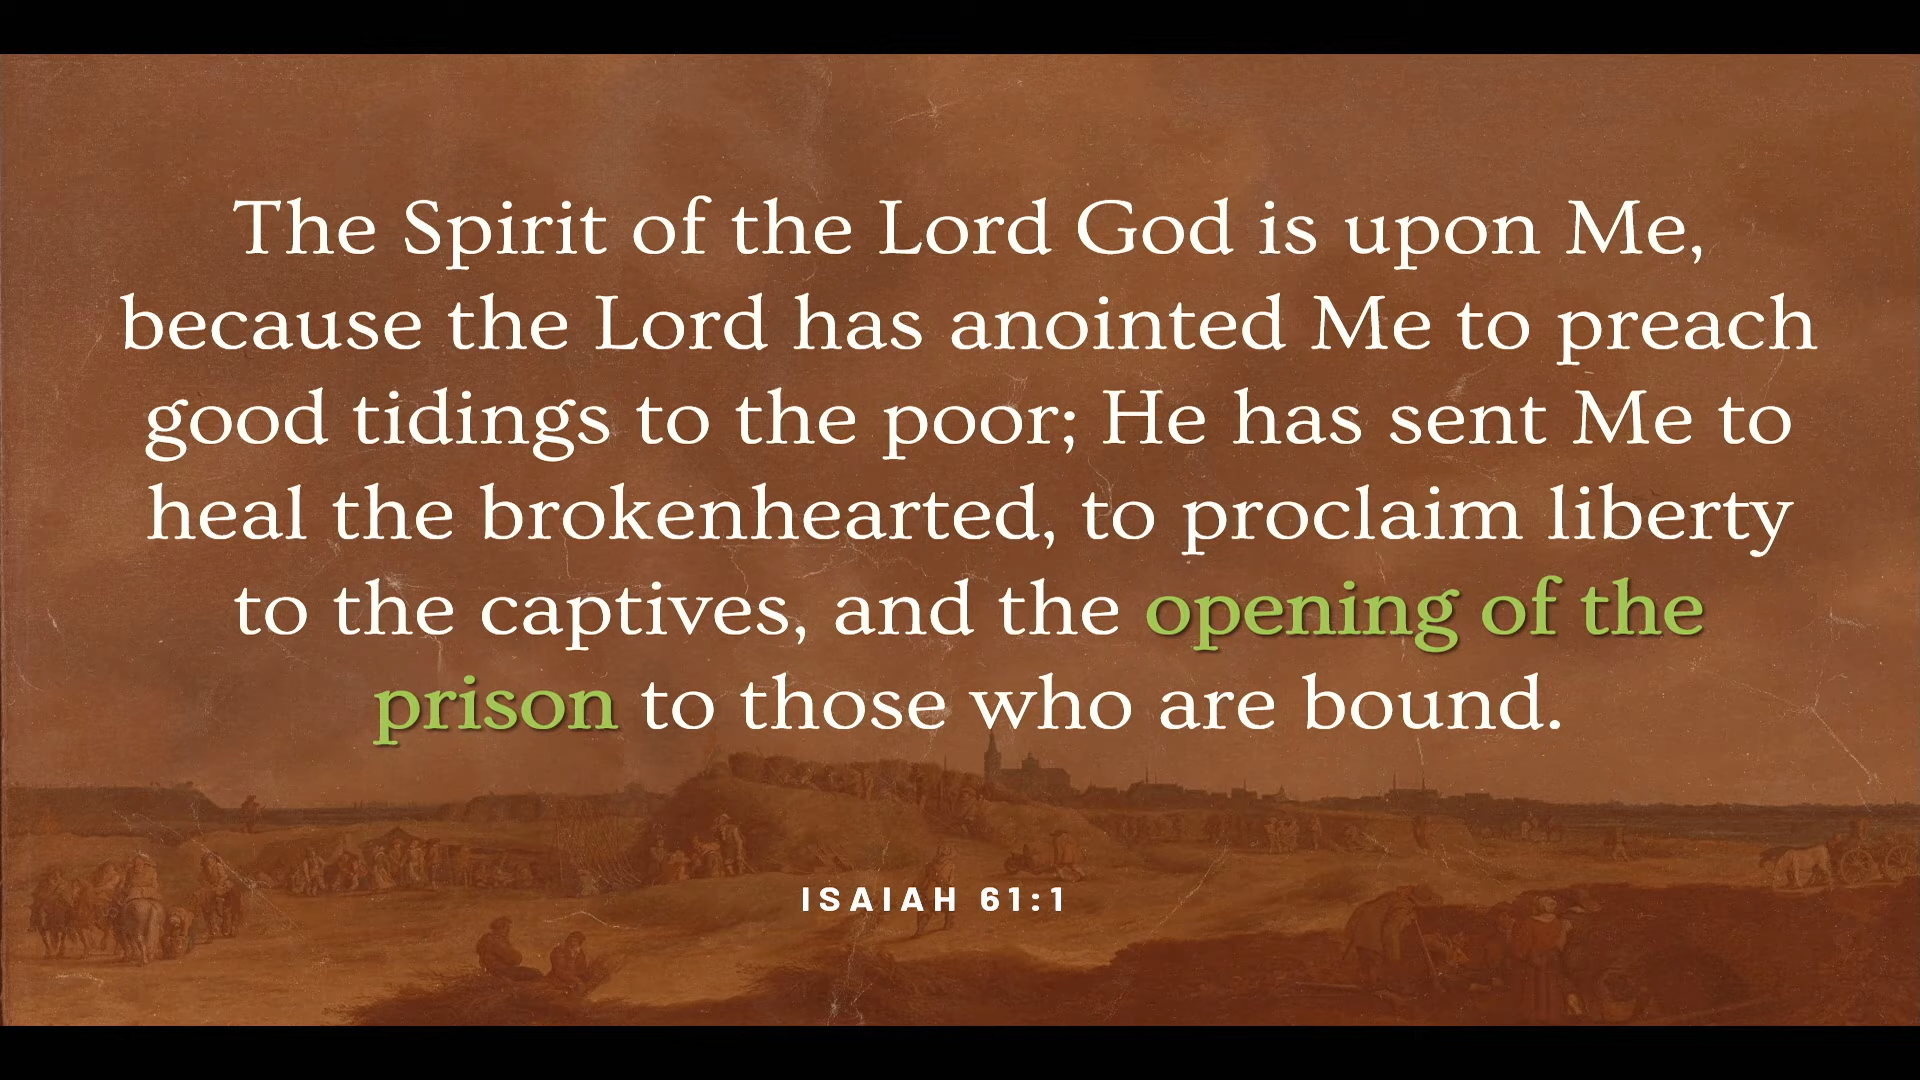 The Spirit of the Lord God is upon Me,
because the Lord has anointed Me to preach
good tidings to the poor; He has sent Me to
heal the brokenhearted, to proclaim liberty
to the captives, and the opening of the
prison to those who are bound.
ISAIAH 61:1